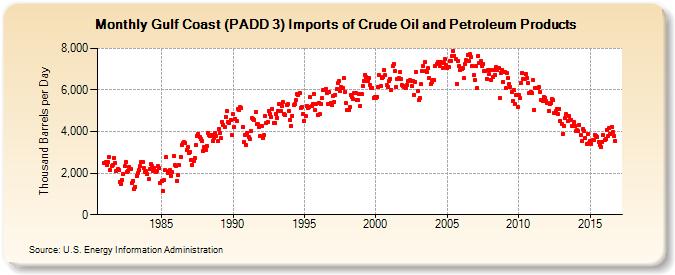 Monthly Gulf Coast (PADD 3) Imports of Crude Oil and Petroleum Products
Thousand Barrels per Day
8,000
6,000
4,000
2,000
0
1985 1990 1995 2000 2005 2010 2015
Source: U.S. Energy Information Administration